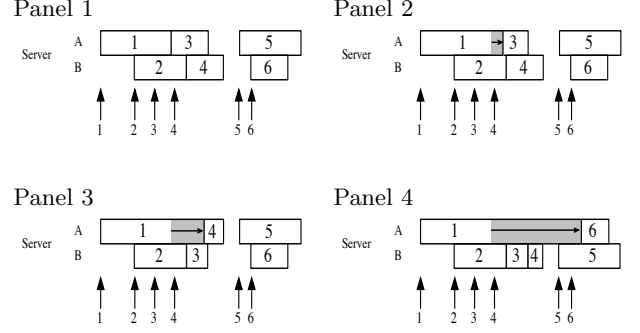 Panel 1
A 1 3 5
Server
B 2 4 6
1 2 3 4 5 6
Panel 2
A 1 3 5
Server
B 2 4 6
1 2 3 4 5 6
Panel 3
A 1 4 5
Server
B 2 3 6
1 2 3 4 5 6
Panel 4
A 1 6
Server
B 2 3 4 5
1 2 3 4 5 6